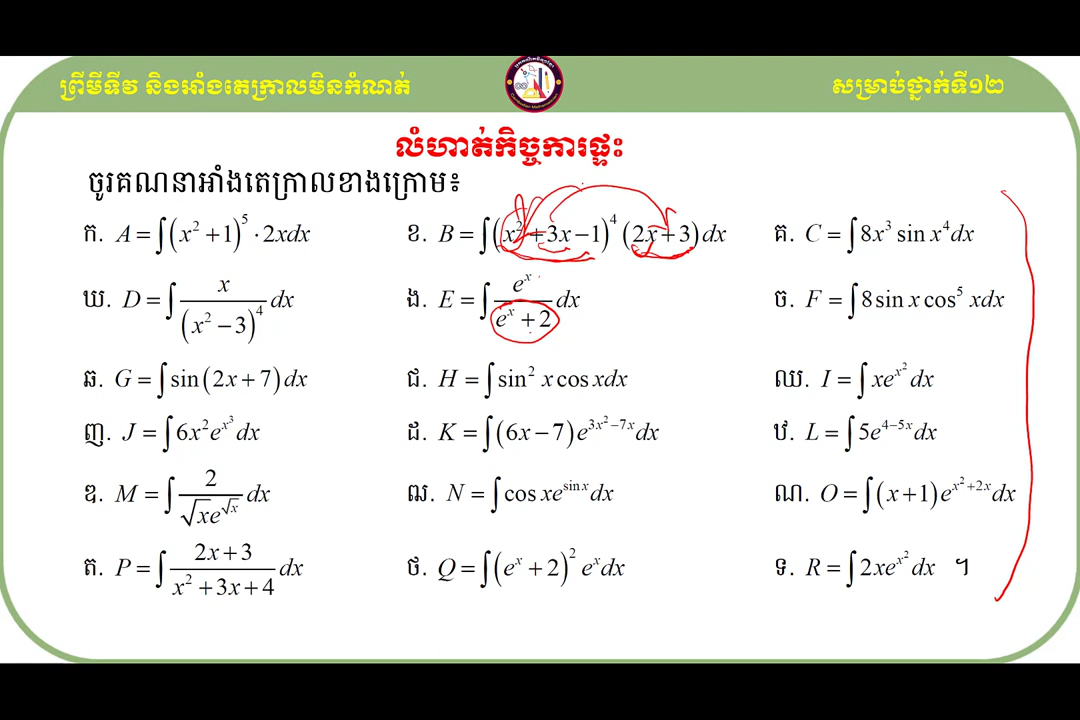 ព្រីមីទីវ និងអាំងតេក្រាលមិនកំណត់ សម្រាប់ថ្នាក់ទី១២
លំហាត់កិច្ចការផ្ទះ
ចូរគណនាអាំងតេក្រាលខាងក្រោម៖
ក. A = ∫(x² + 1)⁵ · 2xdx ខ. B = ∫(x² + 3x − 1)⁴ (2x + 3) dx គ. C = ∫8x³ sin x⁴ dx
ឃ. D = ∫ x / (x² − 3)⁴ dx ង. E = ∫ eˣ / (eˣ + 2) dx ច. F = ∫8 sin x cos⁵ xdx
ឆ. G = ∫sin(2x + 7) dx ជ. H = ∫sin² x cos xdx ឈ. I = ∫xe^(x²) dx
ញ. J = ∫6x²e^(x³) dx ដ. K = ∫(6x − 7) e^(3x²−7x) dx ឋ. L = ∫5e^(4−5x) dx
ឌ. M = ∫ 2 / (√x e^(√x)) dx ឍ. N = ∫cos xe^(sin x) dx ណ. O = ∫(x + 1) e^(x²+2x) dx
ត. P = ∫ (2x + 3) / (x² + 3x + 4) dx ថ. Q = ∫(eˣ + 2)² eˣ dx ទ. R = ∫2xe^(x²) dx ។